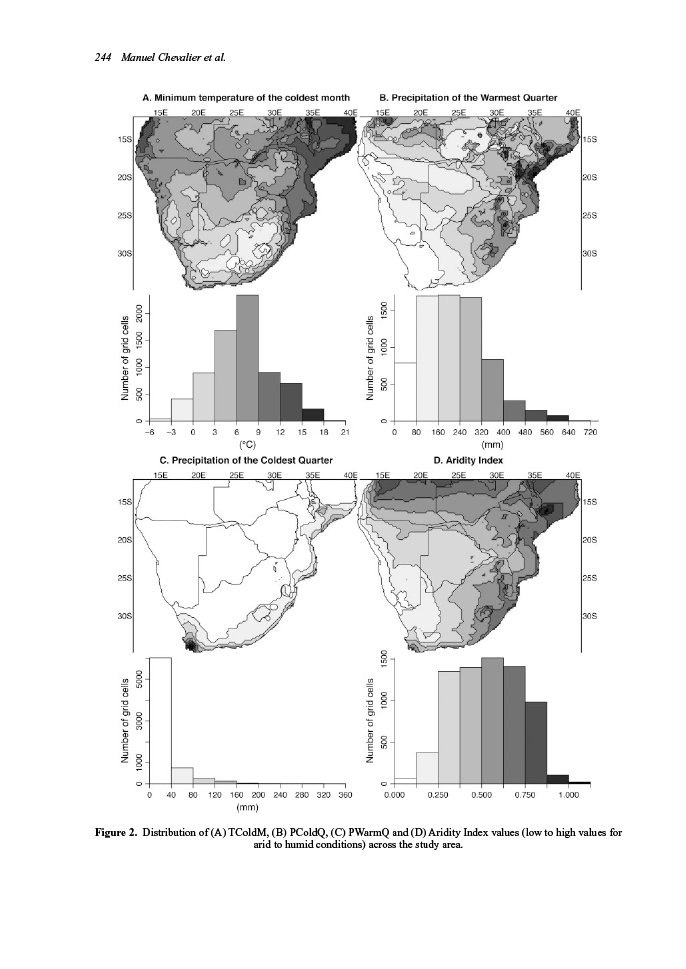 244 Manuel Chevalier et al.
A. Minimum temperature of the coldest month
B. Precipitation of the Warmest Quarter
15E 20E 25E 30E 35E 40E 15E 20E 25E 30E 35E 40E
15S 15S
20S 20S
25S 25S
30S 30S
Number of grid cells
0 500 1000 1500 2000
-6 -3 0 3 6 9 12 15 18 21
(°C)
Number of grid cells
0 500 1000 1500
0 80 160 240 320 400 480 560 640 720
(mm)
C. Precipitation of the Coldest Quarter
D. Aridity Index
15E 20E 25E 30E 35E 40E 15E 20E 25E 30E 35E 40E
15S 15S
20S 20S
25S 25S
30S 30S
Number of grid cells
0 1000 3000 5000
0 40 80 120 160 200 240 280 320 360
(mm)
Number of grid cells
0 500 1000 1500
0.000 0.250 0.500 0.750 1.000
Figure 2. Distribution of (A) TColdM, (B) PColdQ, (C) PWarmQ and (D) Aridity Index values (low to high values for
arid to humid conditions) across the study area.